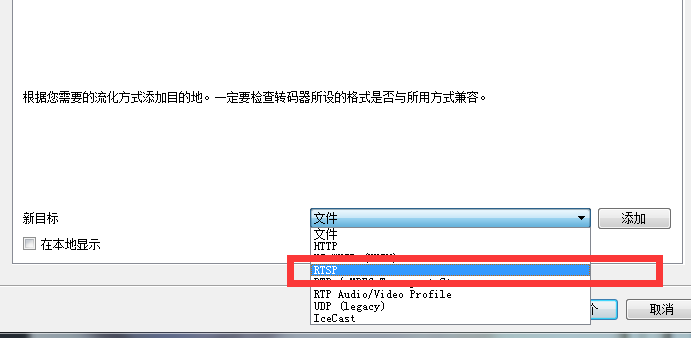 根据您需要的流化方式添加目的地。一定要检查转码器所设的格式是否与所用方式兼容。
新目标
文件
添加
在本地显示
文件
HTTP
RTSP
RTP Audio/Video Profile
UDP (legacy)
IceCast
个
取消